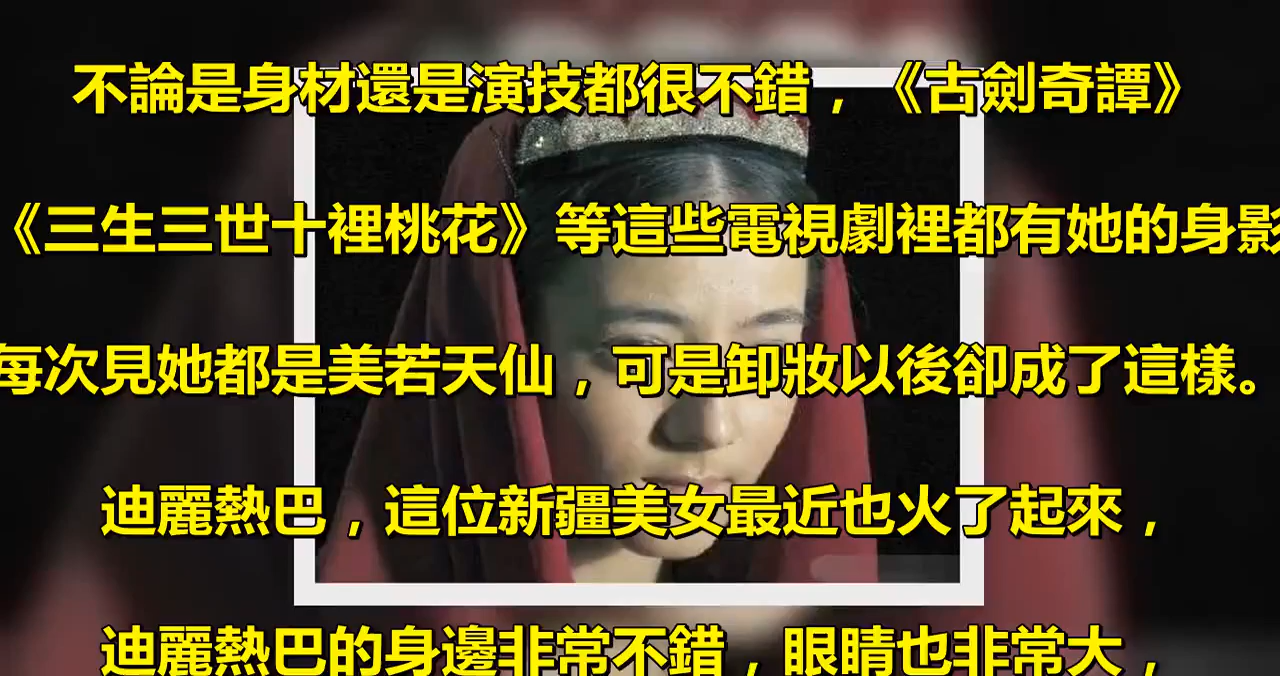 不論是身材還是演技都很不錯，《古劍奇譚》
《三生三世十裡桃花》等這些電視劇裡都有她的身影
每次見她都是美若天仙，可是卸妝以後卻成了這樣。
迪麗熱巴，這位新疆美女最近也火了起來，
迪麗熱巴的身邊非常不錯，眼睛也非常大，